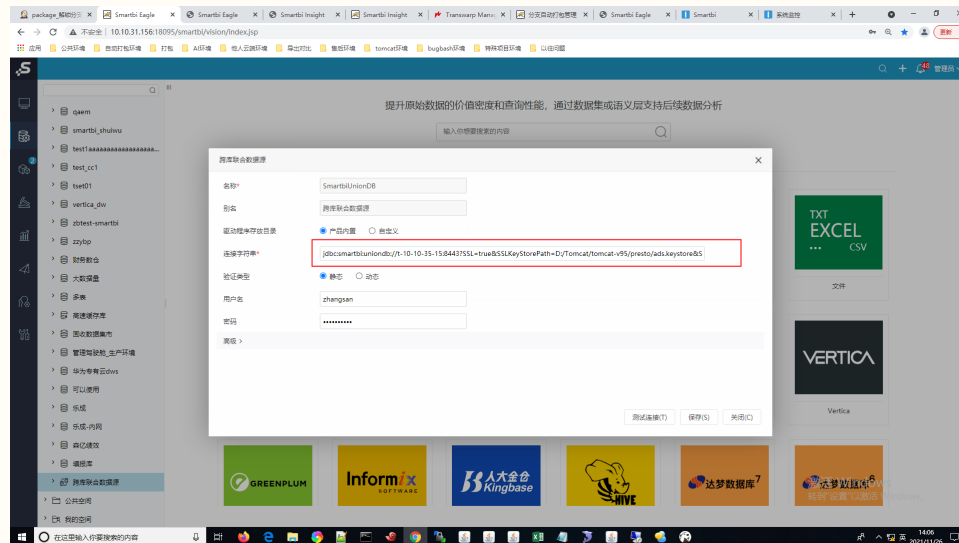 package_解锁分享
Smartbi Eagle
Smartbi Eagle
Smartbi Insight
Smartbi Insight
Transwarp Mana
分支自动打包管理
Smartbi Eagle
Smartbi
系统监控
不安全 | 10.10.31.156:18095/smartbi/vision/index.jsp
更新
应用
公共环境
自动打包环境
打包
AI环境
他人云端环境
导出对比
售后环境
tomcat环境
bugbash环境
特殊项目环境
以往问题
管理员
提升原始数据的价值密度和查询性能，通过数据集或语义层支持后续数据分析
输入你想要搜索的内容
qaem
smartbi_shuiwu
test1aaaaaaaaaaaaaaaaaa...
test_cc1
tset01
vertica_dw
zbtest-smartbi
zzybp
财务数仓
大数据量
多表
高速缓存库
国收数据集市
管理驾驶舱_生产环境
华为专有云dws
可以使用
乐成
乐成-内网
森亿绩效
填报库
跨库联合数据源
公共空间
我的空间
跨库联合数据源
名称*
SmartbiUnionDB
别名
跨库联合数据源
驱动程序存放目录
产品内置
自定义
连接字符串*
jdbc:smartbi:uniondb://t-10-10-35-15:8443?SSL=true&SSLKeyStorePath=D:/Tomcat/tomcat-v95/presto/ads.keystore&S
验证类型
静态
动态
用户名
zhangsan
密码
高级
测试连接(T)
保存(S)
关闭(C)
TXT
EXCEL
CSV
文件
VERTICA
Vertica
GREENPLUM
Informix
SOFTWARE
人大金仓
Kingbase
HIVE
达梦数据库7
达梦数据库6
在这里输入你要搜索的内容
英
14:06
2021/11/26